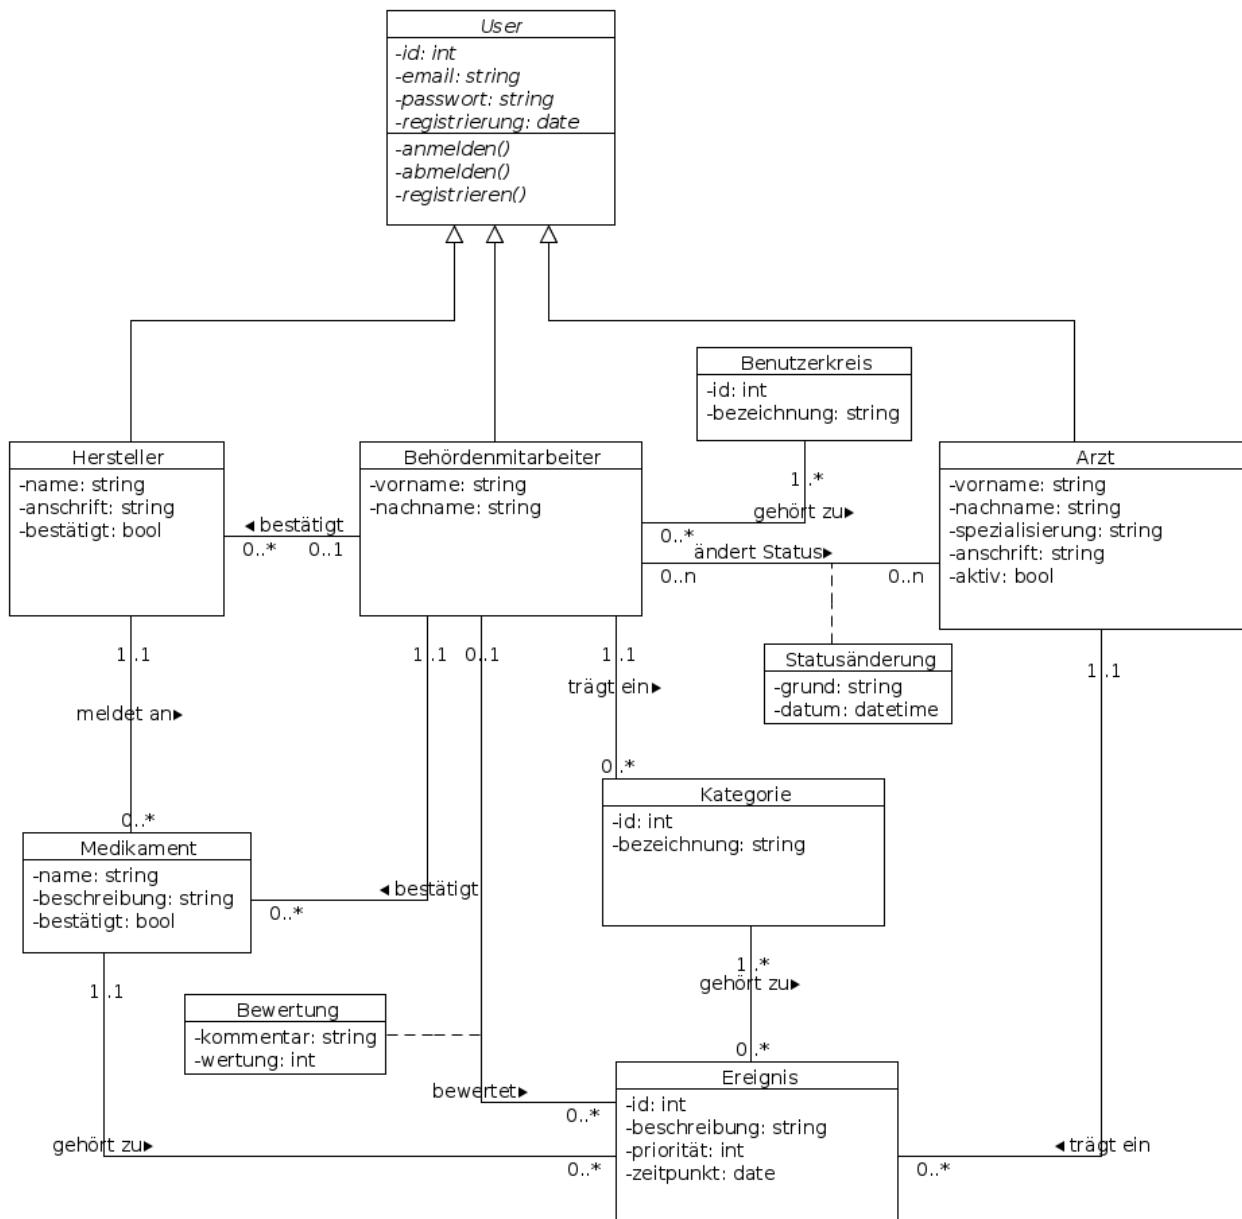 User
-id: int
-email: string
-passwort: string
-registrierung: date
-anmelden()
-abmelden()
-registrieren()
Benutzerkreis
-id: int
-bezeichnung: string
1..*
gehört zu▶
0..*
Hersteller
-name: string
-anschrift: string
-bestätigt: bool
◀bestätigt
0..*
0..1
Behördenmitarbeiter
-vorname: string
-nachname: string
ändert Status▶
0..n
0..n
Arzt
-vorname: string
-nachname: string
-spezialisierung: string
-anschrift: string
-aktiv: bool
Statusänderung
-grund: string
-datum: datetime
1..1
meldet an▶
0..*
1..1
0..1
1..1
trägt ein▶
0..*
1..1
Medikament
-name: string
-beschreibung: string
-bestätigt: bool
◀bestätigt
0..*
Kategorie
-id: int
-bezeichnung: string
1..*
gehört zu▶
0..*
1..1
Bewertung
-kommentar: string
-wertung: int
bewertet▶
0..*
gehört zu▶
0..*
Ereignis
-id: int
-beschreibung: string
-priorität: int
-zeitpunkt: date
◀trägt ein
0..*